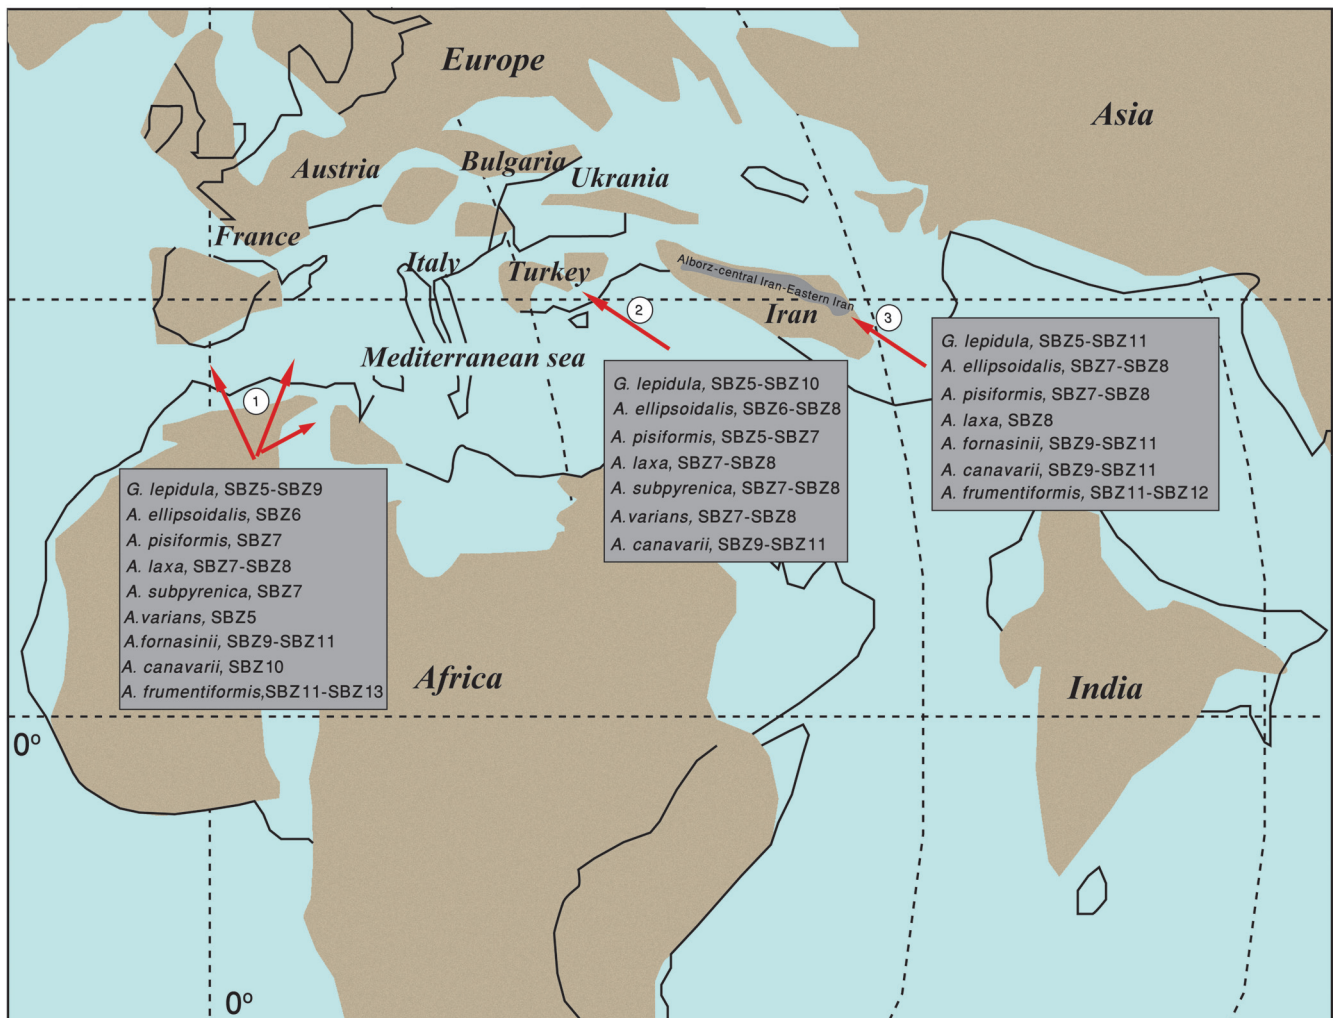 Europe
Asia
Austria
Bulgaria
Ukrania
France
Italy
Turkey
Alborz-central Iran-Eastern Iran
Iran
Mediterranean sea
1
2
3
G. lepidula, SBZ5-SBZ9
A. ellipsoidalis, SBZ6
A. pisiformis, SBZ7
A. laxa, SBZ7-SBZ8
A. subpyrenica, SBZ7
A.varians, SBZ5
A.fornasinii, SBZ9-SBZ11
A. canavarii, SBZ10
A. frumentiformis,SBZ11-SBZ13
G. lepidula, SBZ5-SBZ10
A. ellipsoidalis, SBZ6-SBZ8
A. pisiformis, SBZ5-SBZ7
A. laxa, SBZ7-SBZ8
A. subpyrenica, SBZ7-SBZ8
A.varians, SBZ7-SBZ8
A. canavarii, SBZ9-SBZ11
G. lepidula, SBZ5-SBZ11
A. ellipsoidalis, SBZ7-SBZ8
A. pisiformis, SBZ7-SBZ8
A. laxa, SBZ8
A. fornasinii, SBZ9-SBZ11
A. canavarii, SBZ9-SBZ11
A. frumentiformis, SBZ11-SBZ12
Africa
India
0°
0°